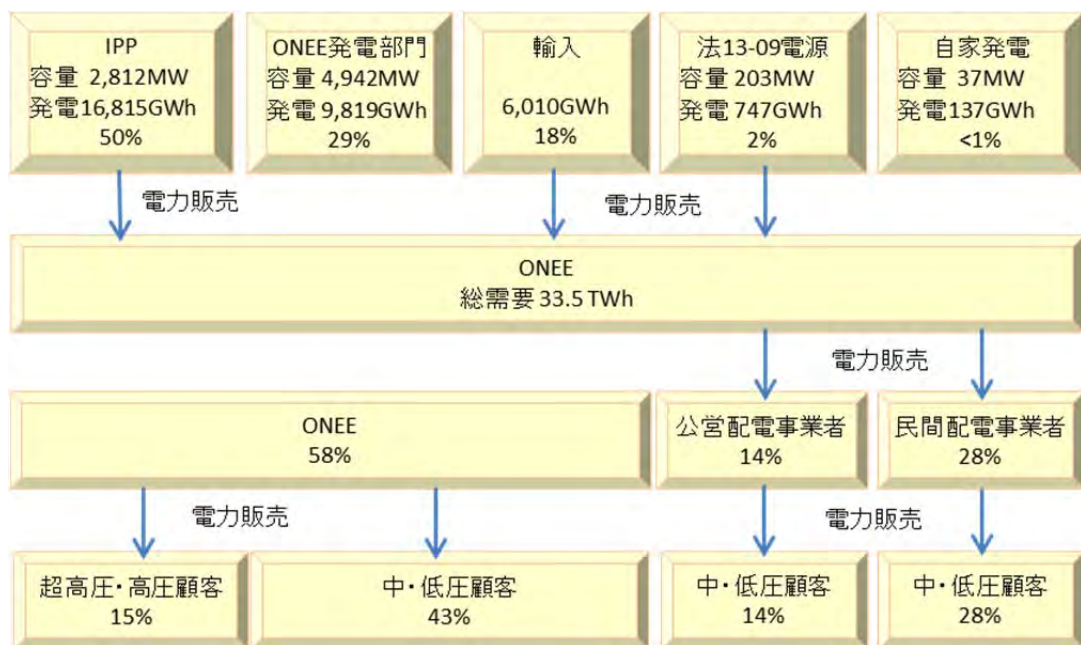 IPP
容量 2,812MW
発電16,815GWh
50%
ONEE発電部門
容量 4,942MW
発電 9,819GWh
29%
輸入
6,010GWh
18%
法13-09電源
容量 203MW
発電 747GWh
2%
自家発電
容量 37MW
発電137GWh
<1%
電力販売
電力販売
ONEE
総需要 33.5 TWh
電力販売
ONEE
58%
公営配電事業者
14%
民間配電事業者
28%
電力販売
電力販売
超高圧・高圧顧客
15%
中・低圧顧客
43%
中・低圧顧客
14%
中・低圧顧客
28%